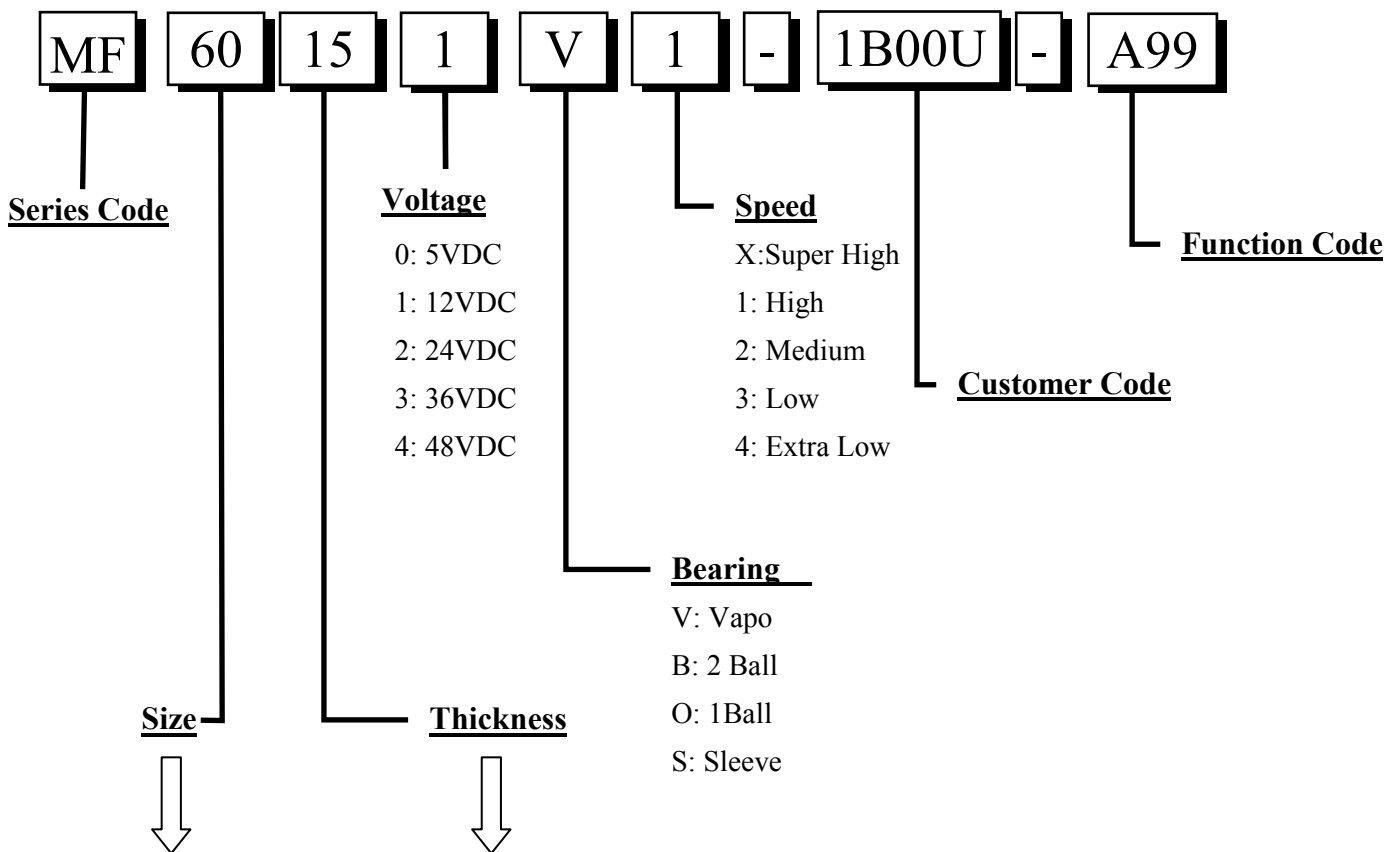 MF 60 15 1 V 1 - 1B00U - A99
Series Code
Voltage
0: 5VDC
1: 12VDC
2: 24VDC
3: 36VDC
4: 48VDC
Speed
X:Super High
1: High
2: Medium
3: Low
4: Extra Low
Function Code
Customer Code
Bearing
V: Vapo
B: 2 Ball
O: 1Ball
S: Sleeve
Size
Thickness